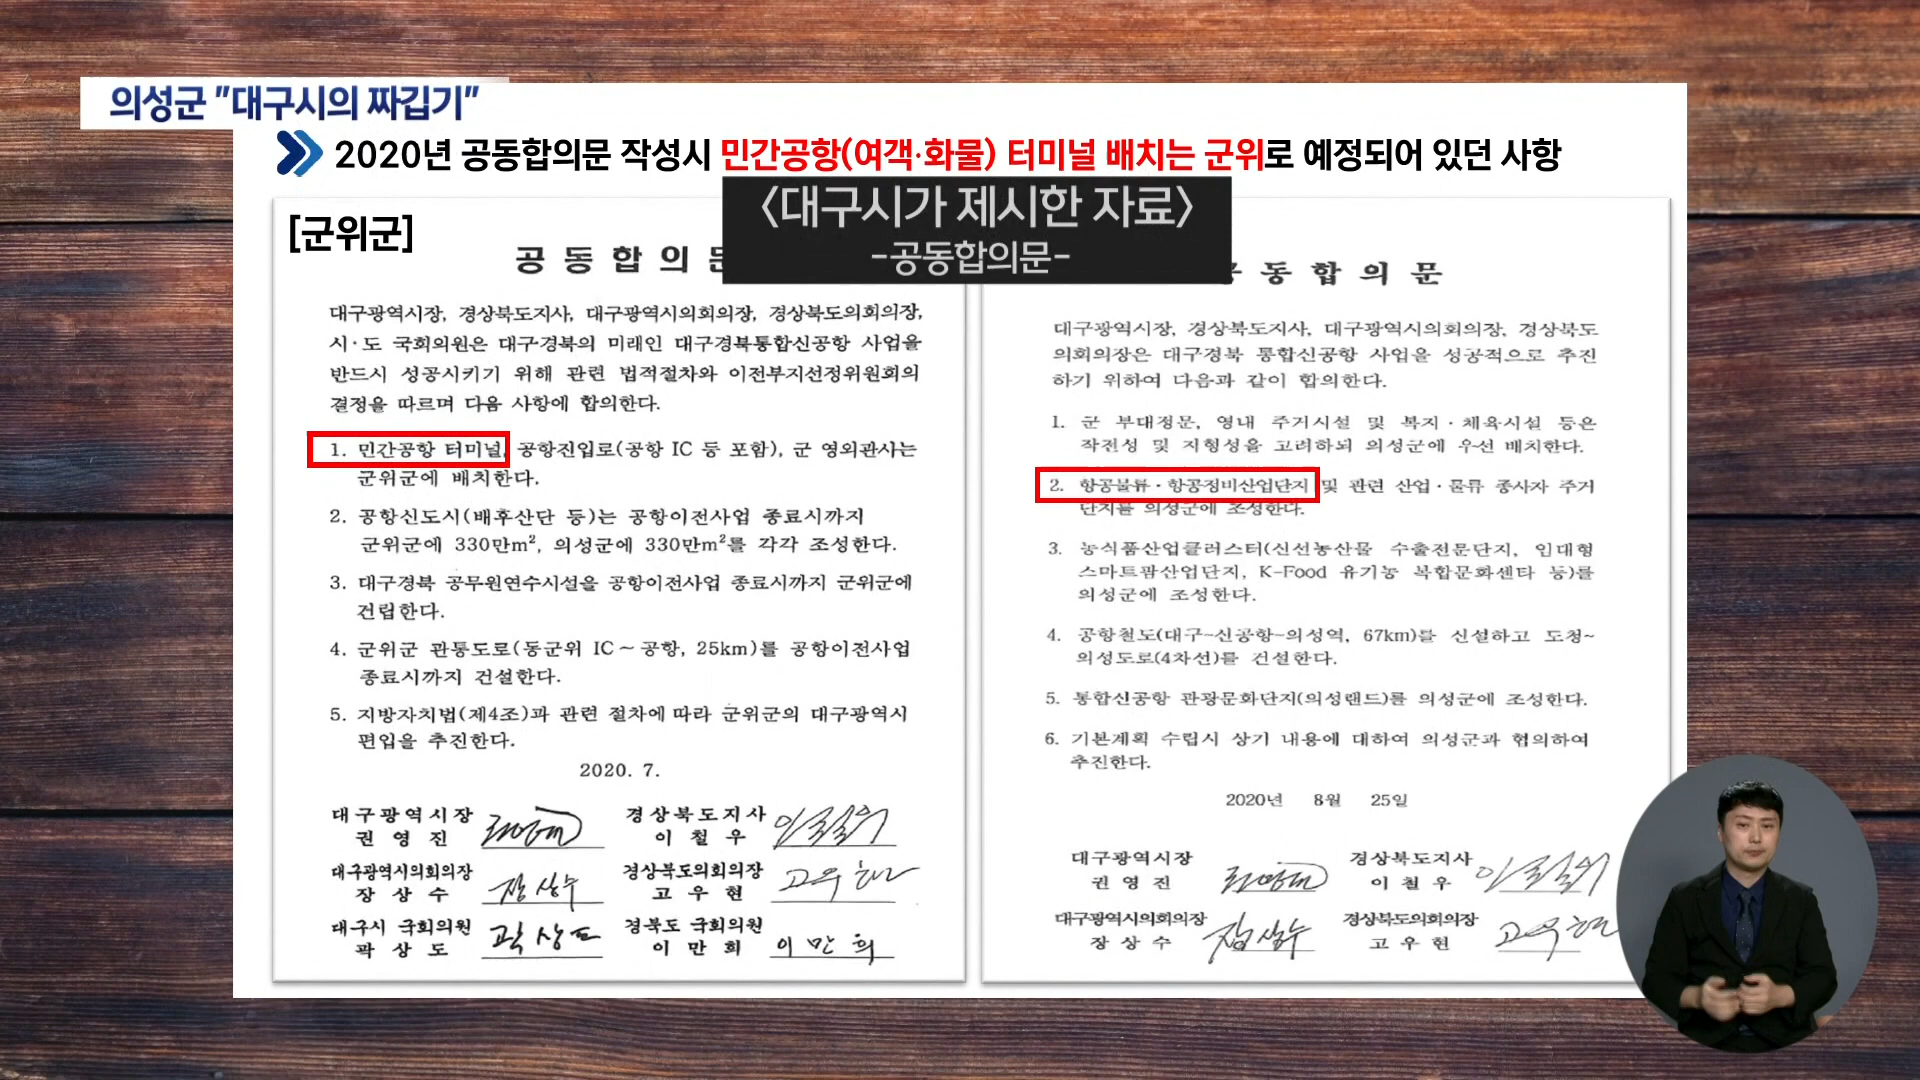 의성군 "대구시의 짜깁기"
2020년 공동합의문 작성시 민간공항(여객·화물) 터미널 배치는 군위로 예정되어 있던 사항
<대구시가 제시한 자료>
-공동합의문-
[군위군]
공 동 합 의 문
대구광역시장, 경상북도지사, 대구광역시의회의장, 경상북도의회의장,
시·도 국회의원은 대구·경북의 미래인 대구경북통합신공항 사업을
반드시 성공시키기 위해 관련 법적절차와 이전부지선정위원회의
결정을 따르며 다음 사항에 합의한다.
1. 민간공항 터미널, 공항진입로(공항 IC 등 포함), 군 영외관사는
군위군에 배치한다.
2. 공항신도시(배후산단 등)는 공항이전사업 종료시까지
군위군에 330만m², 의성군에 330만m²를 각각 조성한다.
3. 대구경북 공무원연수시설을 공항이전사업 종료시까지 군위군에
건립한다.
4. 군위군 관통도로(동군위 IC ~ 공항, 25km)를 공항이전사업
종료시까지 건설한다.
5. 지방자치법(제4조)과 관련 절차에 따라 군위군의 대구광역시
편입을 추진한다.
2020. 7.
대구광역시장 경상북도지사
권 영 진 이 철 우
대구광역시의회의장 경상북도의회의장
장 상 수 장상수 고 우 현
대구시 국회의원 경북도 국회의원
곽 상 도 곽상도 이 만 희 이만희
공 동 합 의 문
대구광역시장, 경상북도지사, 대구광역시의회의장, 경상북도
의회의장은 대구경북 통합신공항 사업을 성공적으로 추진
하기 위하여 다음과 같이 합의한다.
1. 군 부대정문, 영내 주거시설 및 복지·체육시설 등은
작전성 및 지형성을 고려하되 의성군에 우선 배치한다.
2. 항공물류·항공정비산업단지 및 관련 산업·물류 종사자 주거
단지를 의성군에 조성한다.
3. 농식품산업클러스터(신선농산물 수출전문단지, 임대형
스마트팜산업단지, K-Food 유기농 복합문화센타 등)를
의성군에 조성한다.
4. 공항철도(대구-신공항-의성역, 67km)를 신설하고 도청~
의성도로(4차선)를 건설한다.
5. 통합신공항 관광문화단지(의성랜드)를 의성군에 조성한다.
6. 기본계획 수립시 상기 내용에 대하여 의성군과 협의하여
추진한다.
2020년 8월 25일
대구광역시장 경상북도지사
권 영 진 이 철 우
대구광역시의회의장 경상북도의회의장
장 상 수 장상수 고 우 현